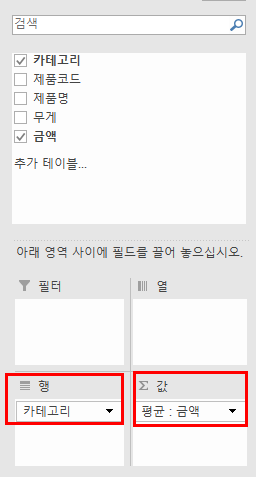 검색
카테고리
제품코드
제품명
무게
금액
추가 테이블...
아래 영역 사이에 필드를 끌어 놓으십시오.
필터
열
행
Σ 값
카테고리
평균 : 금액